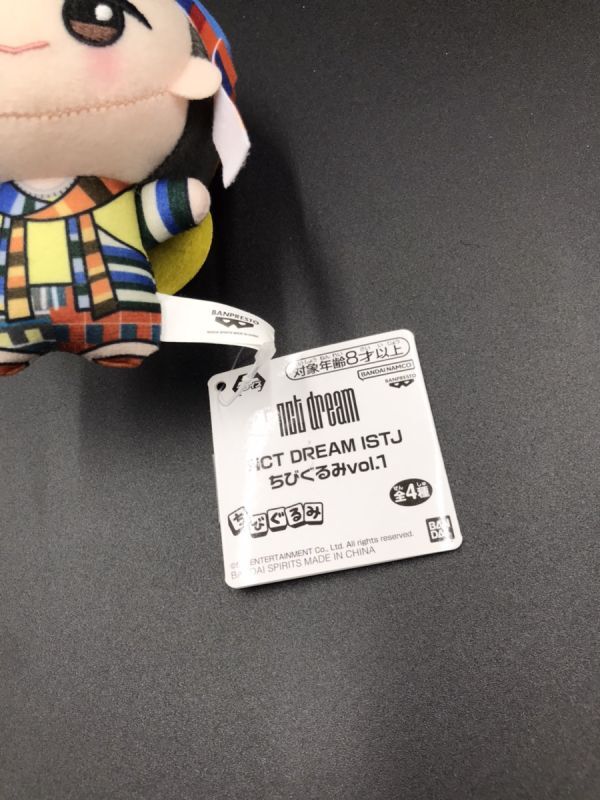 BANPRESTO
対象年齢8才以上
BANDAI NAMCO
BANPRESTO
nct dream
NCT DREAM ISTJ
ちびぐるみvol.1
全4種
ちびぐるみ
ENTERTAINMENT Co., Ltd. All rights reserved.
BANDAI SPIRITS MADE IN CHINA
BAN
DAI